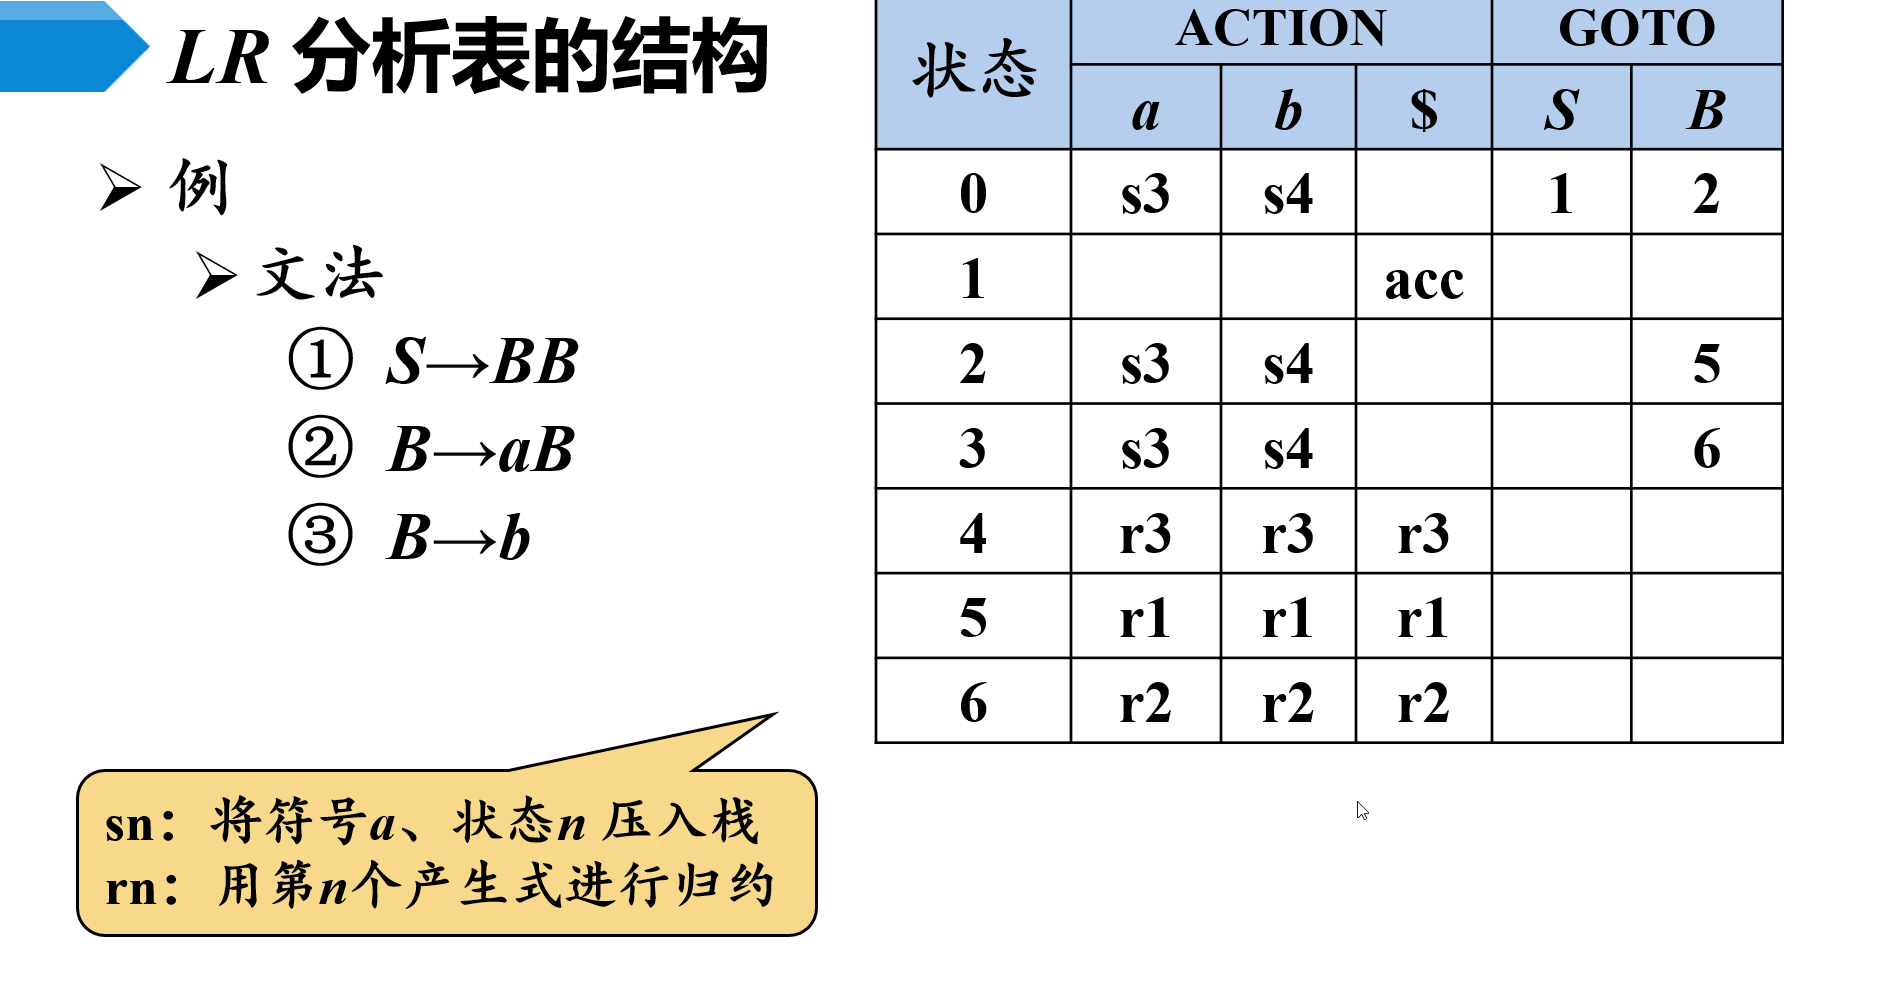 LR 分析表的结构
➢ 例
➢ 文法
① S→BB
② B→aB
③ B→b
sn：将符号a、状态n 压入栈
rn：用第n个产生式进行归约
状态 ACTION GOTO
a b $ S B
0 s3 s4 1 2
1 acc
2 s3 s4 5
3 s3 s4 6
4 r3 r3 r3
5 r1 r1 r1
6 r2 r2 r2